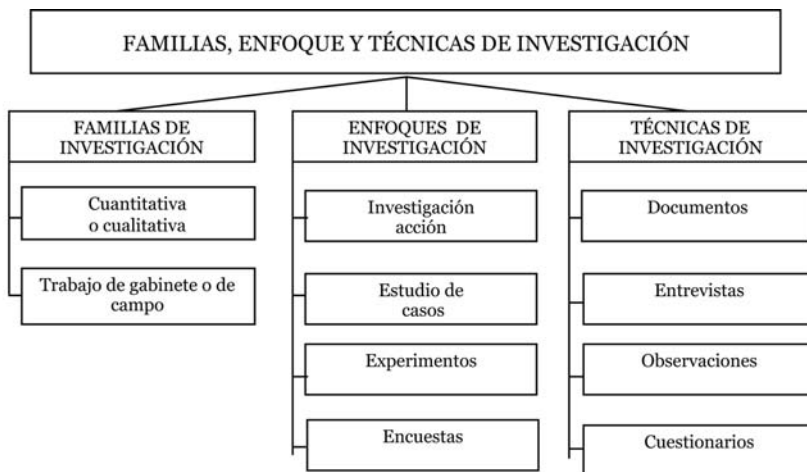 FAMILIAS, ENFOQUE Y TÉCNICAS DE INVESTIGACIÓN
FAMILIAS DE
INVESTIGACIÓN
Cuantitativa
o cualitativa
Trabajo de gabinete o de
campo
ENFOQUES DE
INVESTIGACIÓN
Investigación
acción
Estudio de
casos
Experimentos
Encuestas
TÉCNICAS DE
INVESTIGACIÓN
Documentos
Entrevistas
Observaciones
Cuestionarios